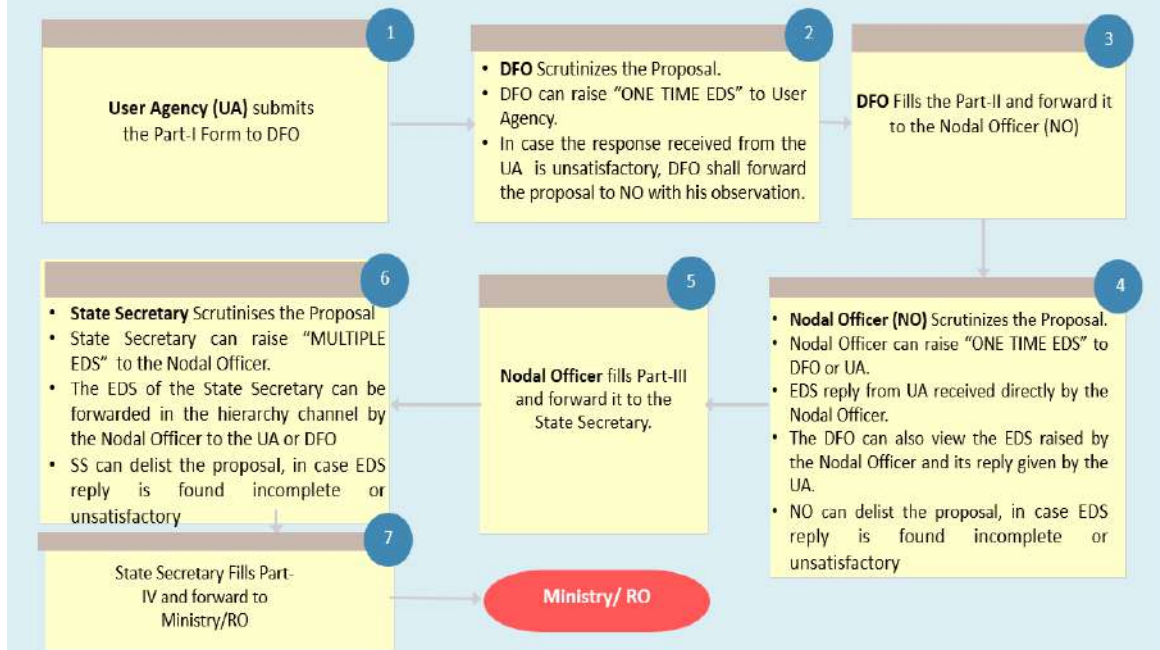 1
User Agency (UA) submits
the Part-I Form to DFO
2
• DFO Scrutinizes the Proposal.
• DFO can raise "ONE TIME EDS" to User
Agency.
• In case the response received from the
UA is unsatisfactory, DFO shall forward
the proposal to NO with his observation.
3
DFO Fills the Part-II and forward it
to the Nodal Officer (NO)
4
• Nodal Officer (NO) Scrutinizes the Proposal.
• Nodal Officer can raise "ONE TIME EDS" to
DFO or UA.
• EDS reply from UA received directly by the
Nodal Officer.
• The DFO can also view the EDS raised by
the Nodal Officer and its reply given by the
UA.
• NO can delist the proposal, in case EDS
reply is found incomplete or
unsatisfactory
5
Nodal Officer fills Part-III
and forward it to the
State Secretary.
6
• State Secretary Scrutinises the Proposal
• State Secretary can raise "MULTIPLE
EDS" to the Nodal Officer.
• The EDS of the State Secretary can be
forwarded in the hierarchy channel by
the Nodal Officer to the UA or DFO
• SS can delist the proposal, in case EDS
reply is found incomplete or
unsatisfactory
7
State Secretary Fills Part-
IV and forward to
Ministry/RO
Ministry/ RO